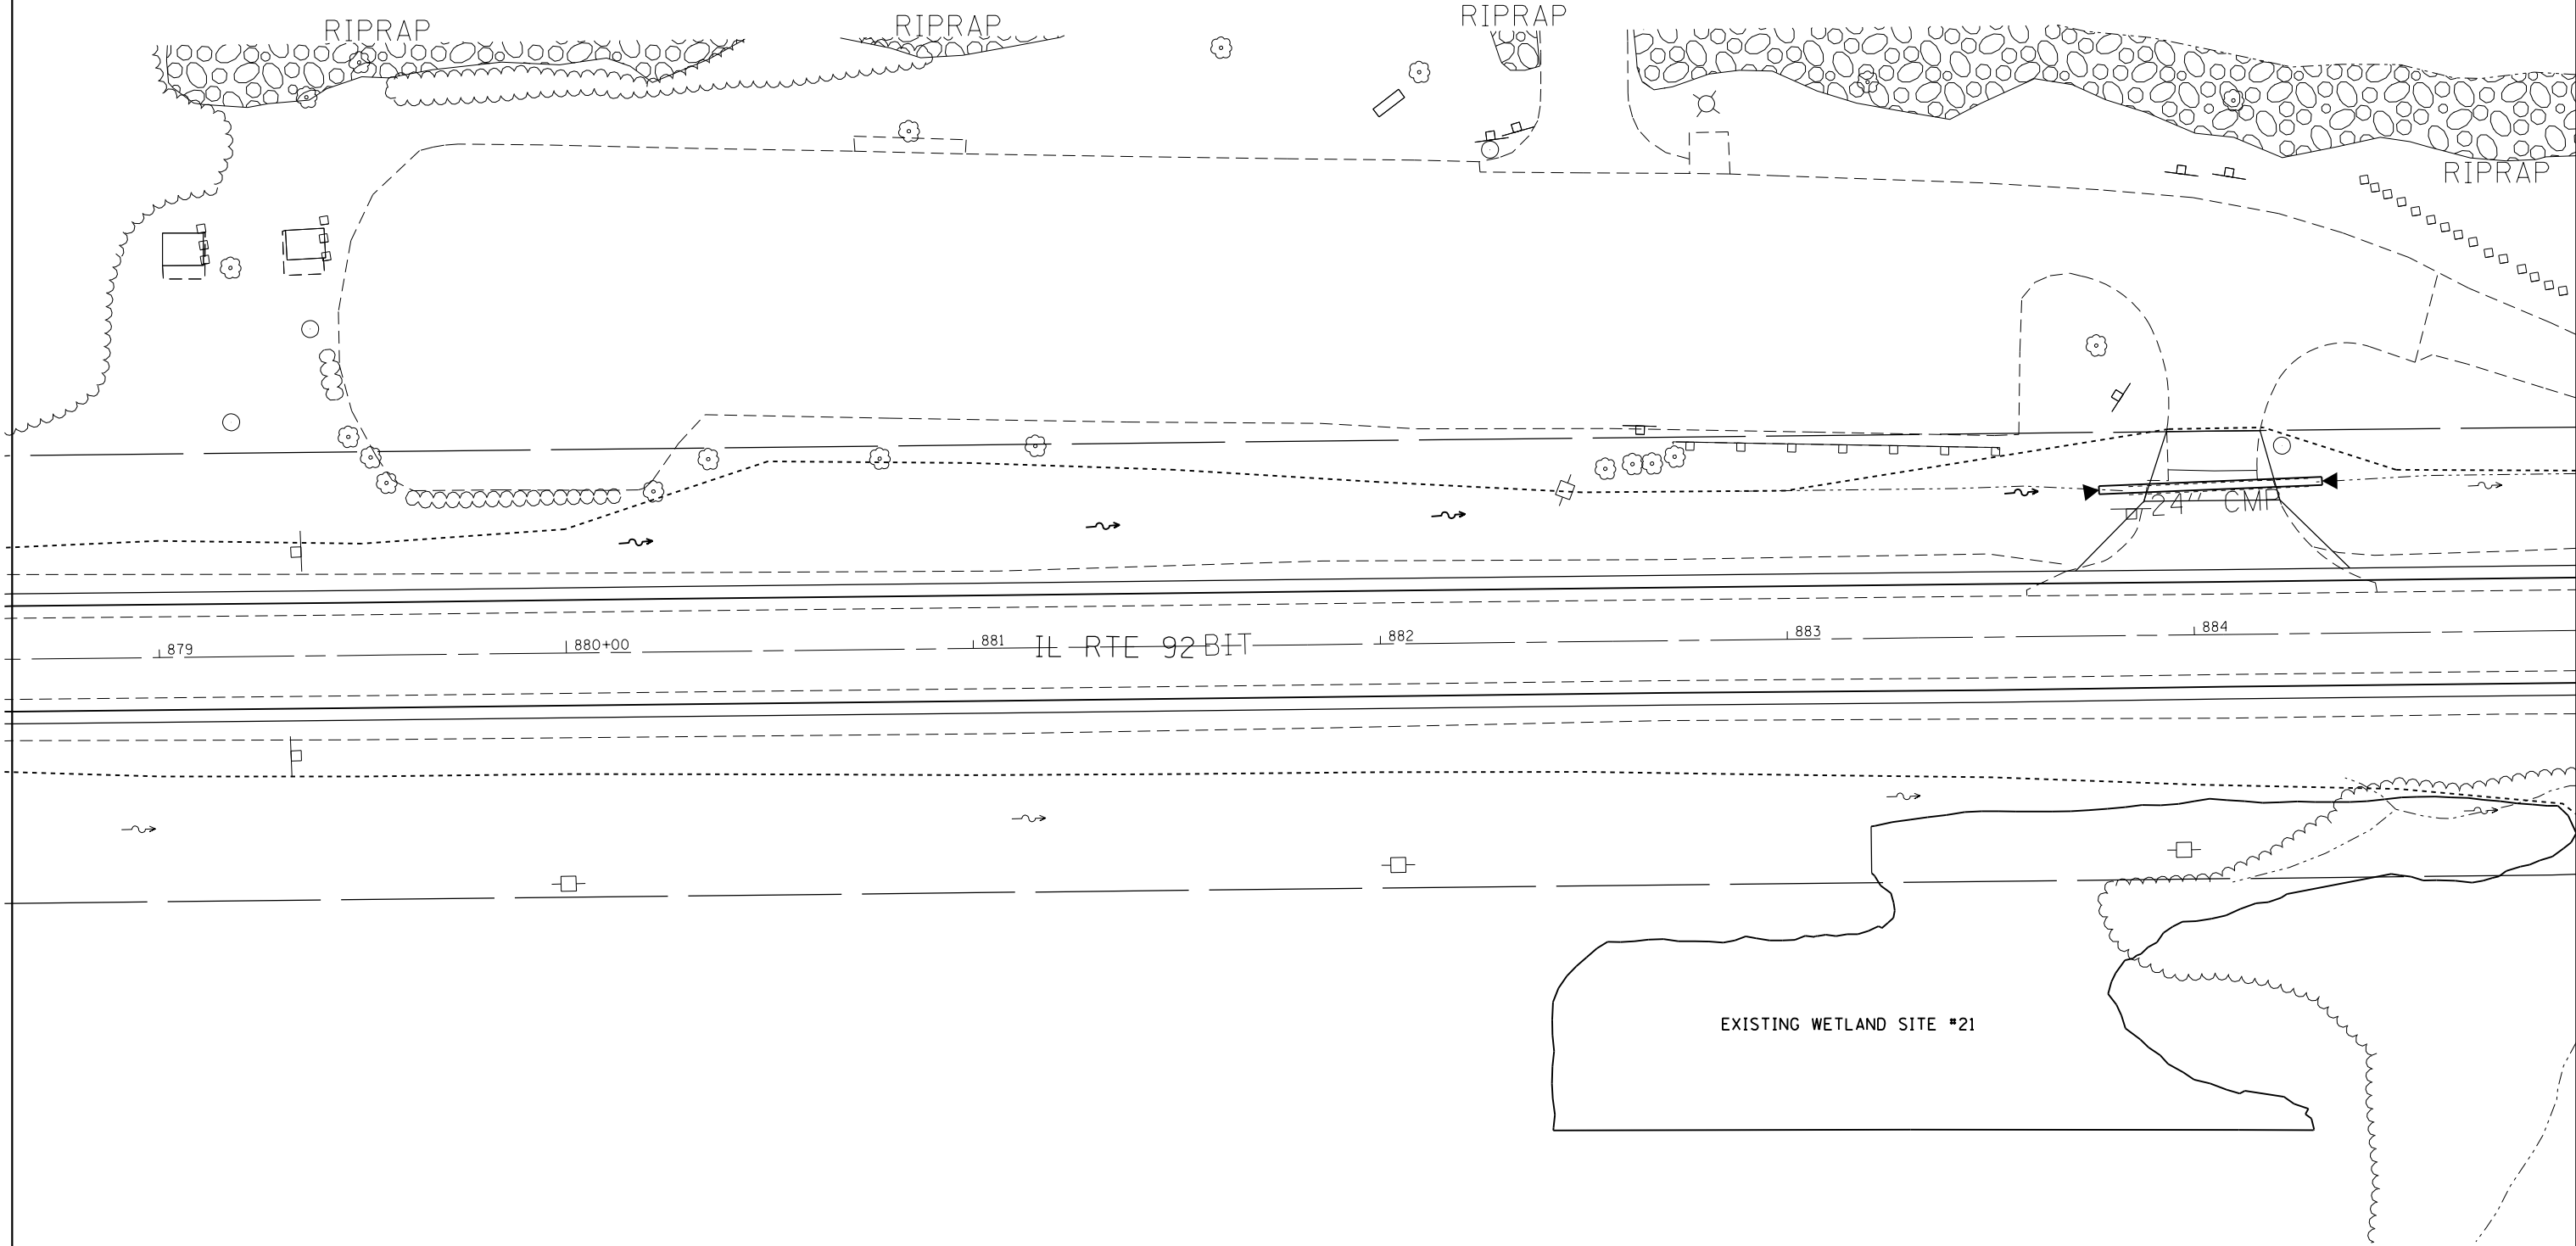 RIPRAP
RIPRAP
RIPRAP
RIPRAP
24" CMP
879
880+00
881
IL RTE 92 BIT
882
883
884
EXISTING WETLAND SITE #21